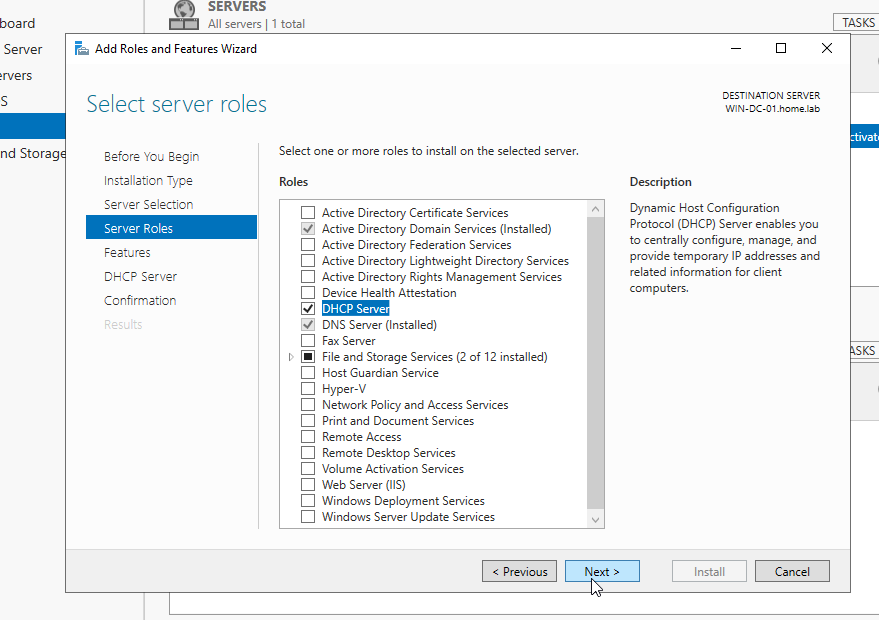 SERVERS
All servers | 1 total
TASKS
board
Server
ervers
S
nd Storage
ctivate
ASKS
Add Roles and Features Wizard
Select server roles
DESTINATION SERVER
WIN-DC-01.home.lab
Before You Begin
Installation Type
Server Selection
Server Roles
Features
DHCP Server
Confirmation
Results
Select one or more roles to install on the selected server.
Roles
Active Directory Certificate Services
Active Directory Domain Services (Installed)
Active Directory Federation Services
Active Directory Lightweight Directory Services
Active Directory Rights Management Services
Device Health Attestation
DHCP Server
DNS Server (Installed)
Fax Server
File and Storage Services (2 of 12 installed)
Host Guardian Service
Hyper-V
Network Policy and Access Services
Print and Document Services
Remote Access
Remote Desktop Services
Volume Activation Services
Web Server (IIS)
Windows Deployment Services
Windows Server Update Services
Description
Dynamic Host Configuration
Protocol (DHCP) Server enables you
to centrally configure, manage, and
provide temporary IP addresses and
related information for client
computers.
< Previous
Next >
Install
Cancel